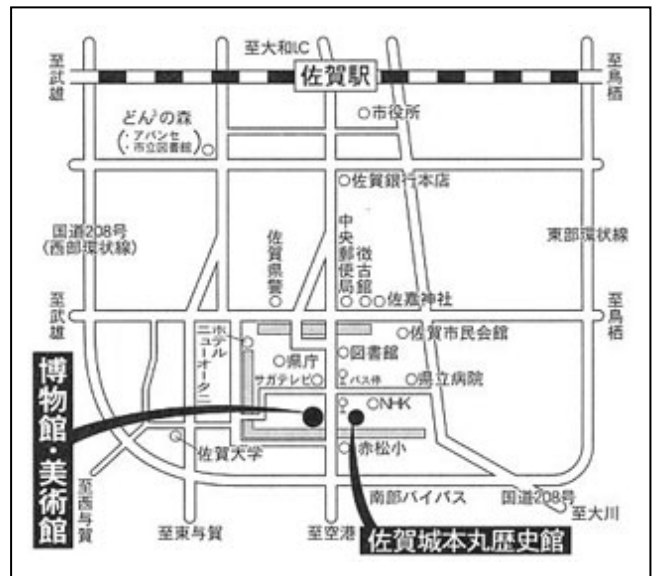 至大和I.C
至武雄
佐賀駅
至鳥栖
市役所
どん3の森
(・アバンセ
・市立図書館)
佐賀銀行本店
国道208号
(西部環状線)
佐賀県警
中央郵便局
徴古館
東部環状線
佐嘉神社
至武雄
至鳥栖
ホテル
ニューオータニ
佐賀市民会館
図書館
県庁
サガテレビ
バス停
県立病院
NHK
博物館・美術館
佐賀大学
赤松小
至西与賀
南部バイパス
国道208号
至大川
至東与賀
至空港
佐賀城本丸歴史館